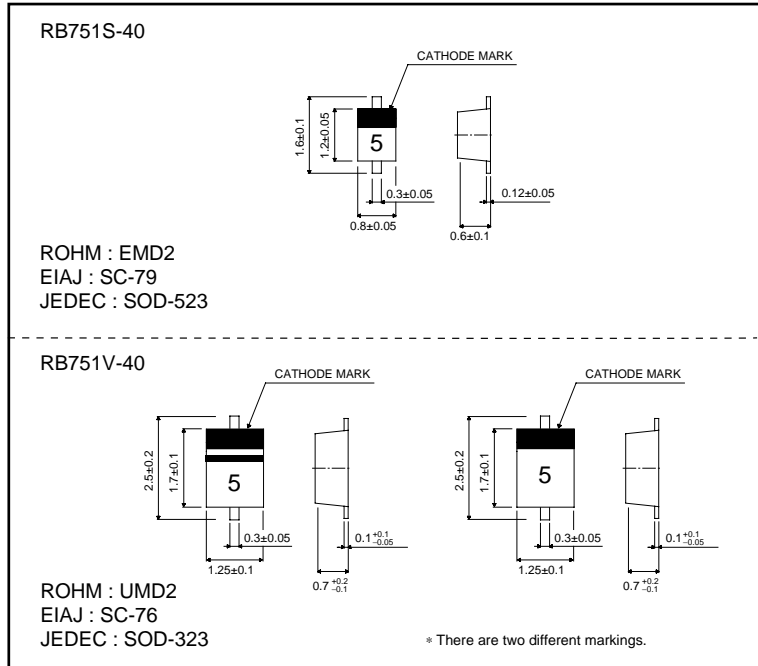 RB751S-40
CATHODE MARK
1.6±0.1
1.2±0.05
5
0.3±0.05
0.8±0.05
0.12±0.05
0.6±0.1
ROHM : EMD2
EIAJ : SC-79
JEDEC : SOD-523
RB751V-40
CATHODE MARK
2.5±0.2
1.7±0.1
5
0.3±0.05
1.25±0.1
0.1 +0.1 −0.05
0.7 +0.2 −0.1
CATHODE MARK
2.5±0.2
1.7±0.1
5
0.3±0.05
1.25±0.1
0.1 +0.1 −0.05
0.7 +0.2 −0.1
ROHM : UMD2
EIAJ : SC-76
JEDEC : SOD-323
∗ There are two different markings.